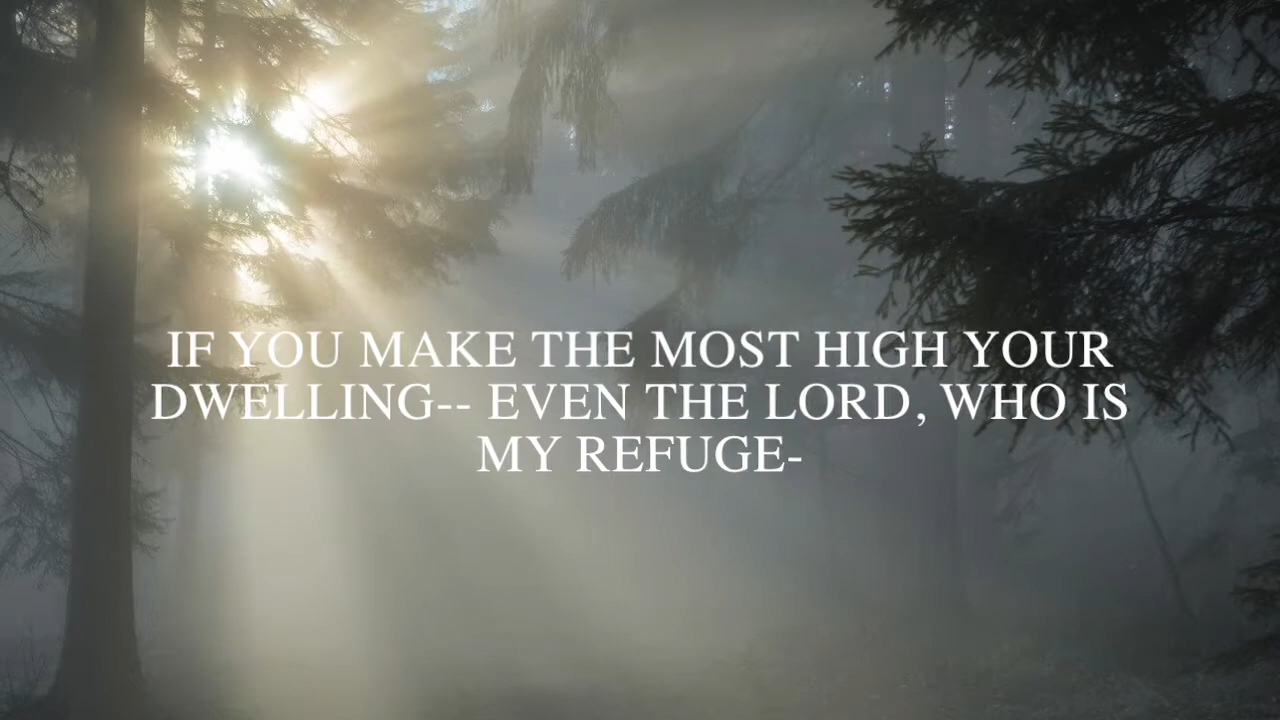 IF YOU MAKE THE MOST HIGH YOUR
DWELLING-- EVEN THE LORD, WHO IS
MY REFUGE-